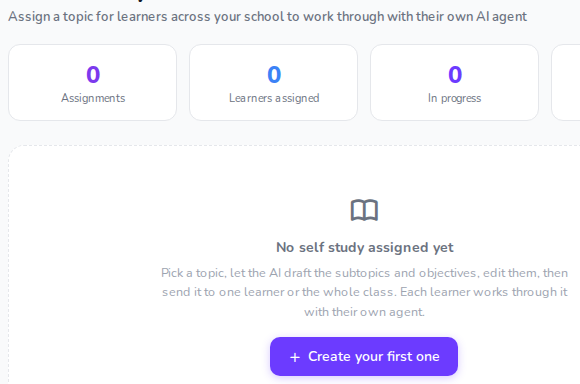 Assign a topic for learners across your school to work through with their own AI agent
0
Assignments
0
Learners assigned
0
In progress
No self study assigned yet
Pick a topic, let the AI draft the subtopics and objectives, edit them, then
send it to one learner or the whole class. Each learner works through it
with their own agent.
+ Create your first one